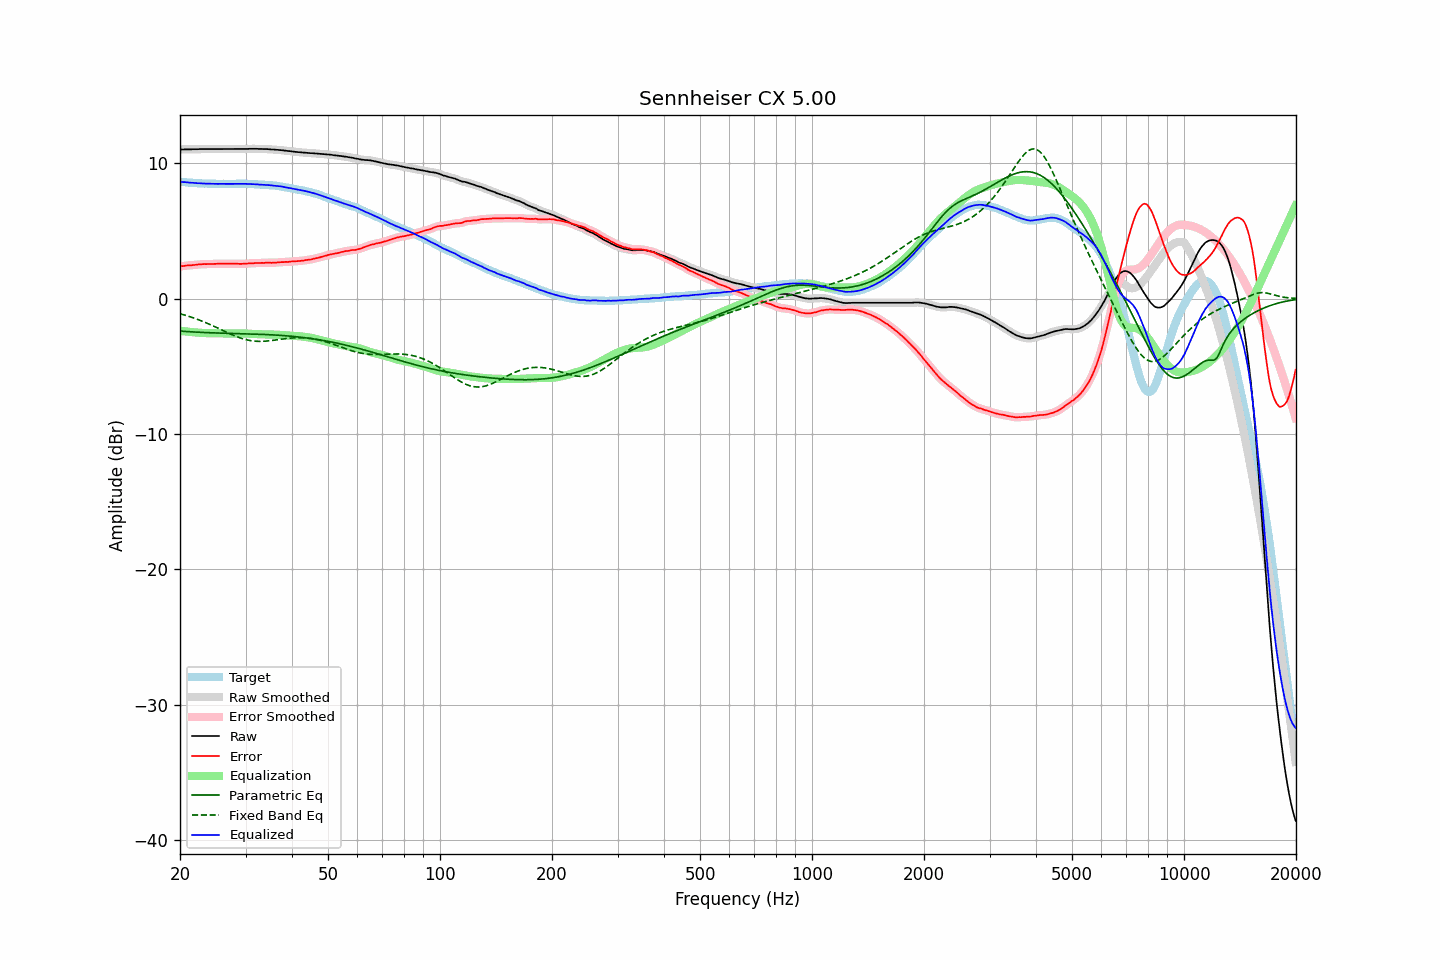 Sennheiser CX 5.00
Amplitude (dBr)
10
0
−10
−20
−30
−40
Target
Raw Smoothed
Error Smoothed
Raw
Error
Equalization
Parametric Eq
Fixed Band Eq
Equalized
20 50 100 200 500 1000 2000 5000 10000 20000
Frequency (Hz)